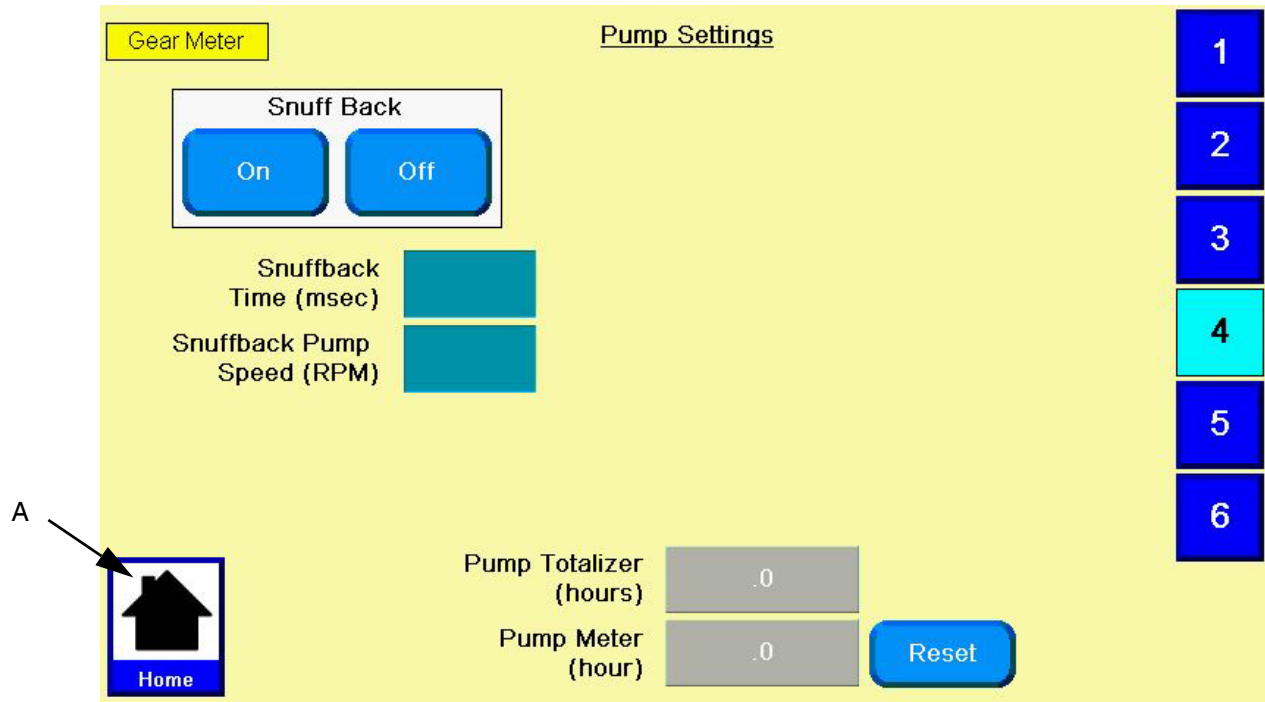 Gear Meter
Pump Settings
1
Snuff Back
On
Off
2
3
Snuffback
Time (msec)
4
Snuffback Pump
Speed (RPM)
5
A
6
Pump Totalizer
(hours)
.0
Pump Meter
(hour)
.0
Reset
Home